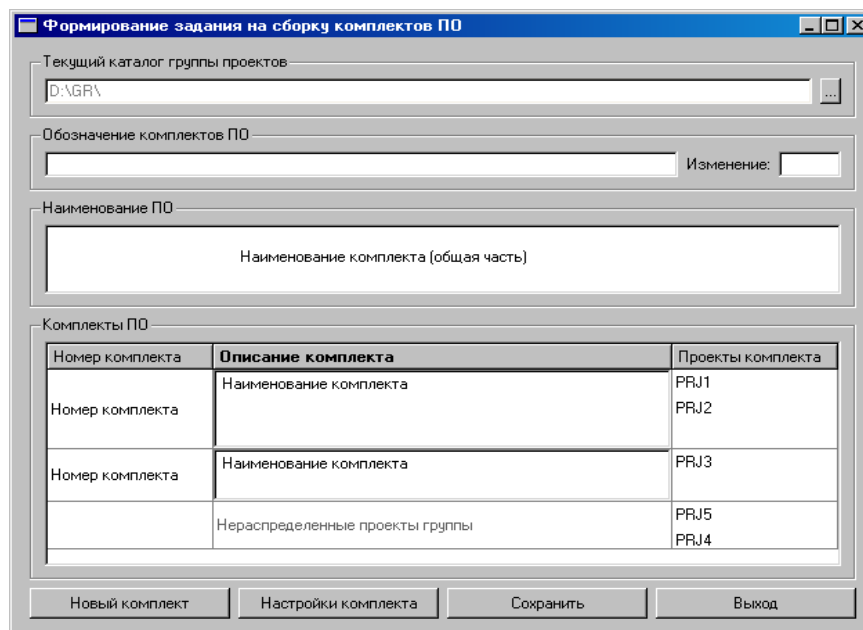 Формирование задания на сборку комплектов ПО
Текущий каталог группы проектов
D:\GR\
...
Обозначение комплектов ПО
Изменение:
Наименование ПО
Наименование комплекта (общая часть)
Комплекты ПО
Номер комплекта Описание комплекта Проекты комплекта
Номер комплекта Наименование комплекта PRJ1
PRJ2
Номер комплекта Наименование комплекта PRJ3
Нераспределенные проекты группы PRJ5
PRJ4
Новый комплект Настройки комплекта Сохранить Выход